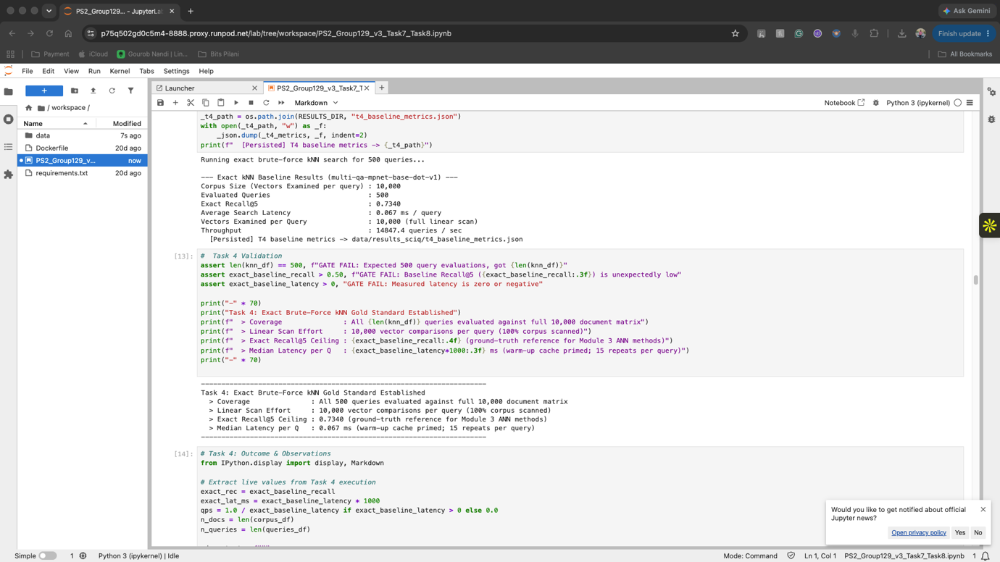 PS2_Group129... - JupyterLa
Ask Gemini
p75q502gd0c5m4-8888.proxy.runpod.net/lab/tree/workspace/PS2_Group129_v3_Task7_Task8.ipynb
Finish update
Payment
iCloud
Gourob Nandi | Lin...
Bits Pilani
All Bookmarks
File Edit View Run Kernel Tabs Settings Help
Launcher
PS2_Group129_v3_Task7_T
Markdown
Notebook
Python 3 (ipykernel)
/ workspace /
Name Modified
data 7s ago
Dockerfile 20d ago
PS2_Group129_v... now
requirements.txt 20d ago
_t4_path = os.path.join(RESULTS_DIR, "t4_baseline_metrics.json")
with open(_t4_path, "w") as _f:
    _json.dump(_t4_metrics, _f, indent=2)
print(f"  [Persisted] T4 baseline metrics -> {_t4_path}")
Running exact brute-force kNN search for 500 queries...
--- Exact kNN Baseline Results (multi-qa-mpnet-base-dot-v1) ---
Corpus Size (Vectors Examined per query) : 10,000
Evaluated Queries                        : 500
Exact Recall@5                           : 0.7340
Average Search Latency                   : 0.067 ms / query
Vectors Examined per Query               : 10,000 (full linear scan)
Throughput                               : 14847.4 queries / sec
  [Persisted] T4 baseline metrics -> data/results_sciq/t4_baseline_metrics.json
[13]:
#  Task 4 Validation
assert len(knn_df) == 500, f"GATE FAIL: Expected 500 query evaluations, got {len(knn_df)}"
assert exact_baseline_recall > 0.50, f"GATE FAIL: Baseline Recall@5 ({exact_baseline_recall:.3f}) is unexpectedly low"
assert exact_baseline_latency > 0, "GATE FAIL: Measured latency is zero or negative"
print("—" * 70)
print("Task 4: Exact Brute-Force kNN Gold Standard Established")
print(f"  > Coverage               : All {len(knn_df)} queries evaluated against full 10,000 document matrix")
print(f"  > Linear Scan Effort     : 10,000 vector comparisons per query (100% corpus scanned)")
print(f"  > Exact Recall@5 Ceiling : {exact_baseline_recall:.4f} (ground-truth reference for Module 3 ANN methods)")
print(f"  > Median Latency per Q   : {exact_baseline_latency*1000:.3f} ms (warm-up cache primed; 15 repeats per query)")
print("—" * 70)
----------------------------------------------------------------------
Task 4: Exact Brute-Force kNN Gold Standard Established
  > Coverage               : All 500 queries evaluated against full 10,000 document matrix
  > Linear Scan Effort     : 10,000 vector comparisons per query (100% corpus scanned)
  > Exact Recall@5 Ceiling : 0.7340 (ground-truth reference for Module 3 ANN methods)
  > Median Latency per Q   : 0.067 ms (warm-up cache primed; 15 repeats per query)
----------------------------------------------------------------------
[14]:
# Task 4: Outcome & Observations
from IPython.display import display, Markdown
# Extract live values from Task 4 execution
exact_rec = exact_baseline_recall
exact_lat_ms = exact_baseline_latency * 1000
qps = 1.0 / exact_baseline_latency if exact_baseline_latency > 0 else 0.0
n_docs = len(corpus_df)
n_queries = len(queries_df)
Would you like to get notified about official
Jupyter news?
Open privacy policy Yes No
Simple 1 Python 3 (ipykernel) | Idle
Mode: Command Ln 1, Col 1 PS2_Group129_v3_Task7_Task8.ipynb 1